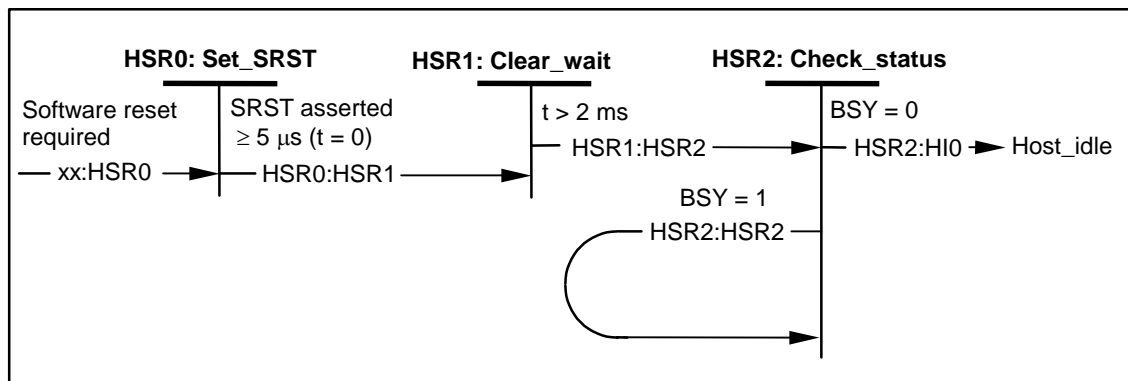 HSR0: Set_SRST
HSR1: Clear_wait
HSR2: Check_status
Software reset
required
xx:HSR0
SRST asserted
≥ 5 μs (t = 0)
HSR0:HSR1
t > 2 ms
HSR1:HSR2
BSY = 0
HSR2:HI0
Host_idle
BSY = 1
HSR2:HSR2